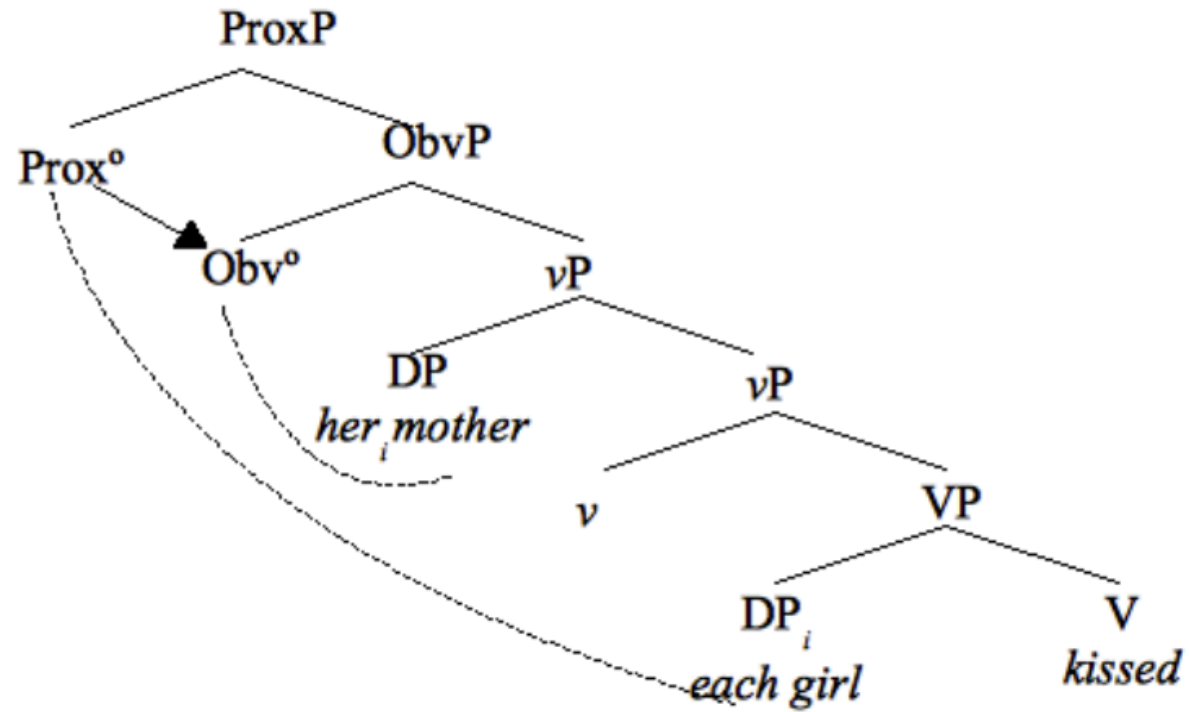 ProxP
ObvP
Proxº
Obvº
vP
DP
vP
her i mother
v
VP
DP i
V
each girl
kissed